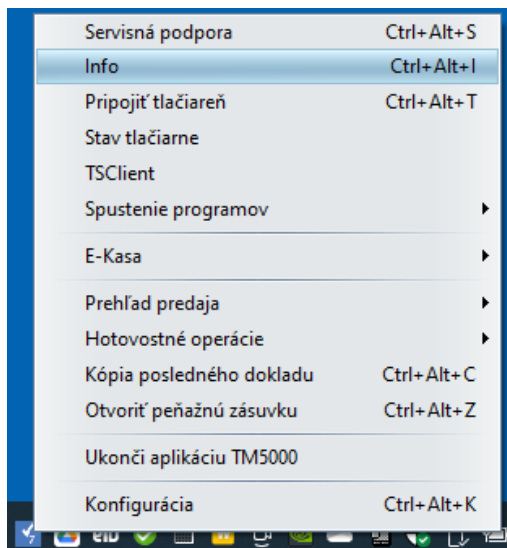 Servisná podpora Ctrl+Alt+S
Info Ctrl+Alt+I
Pripojiť tlačiareň Ctrl+Alt+T
Stav tlačiarne
TSClient
Spustenie programov
E-Kasa
Prehľad predaja
Hotovostné operácie
Kópia posledného dokladu Ctrl+Alt+C
Otvoriť peňažnú zásuvku Ctrl+Alt+Z
Ukonči aplikáciu TM5000
Konfigurácia Ctrl+Alt+K
eID